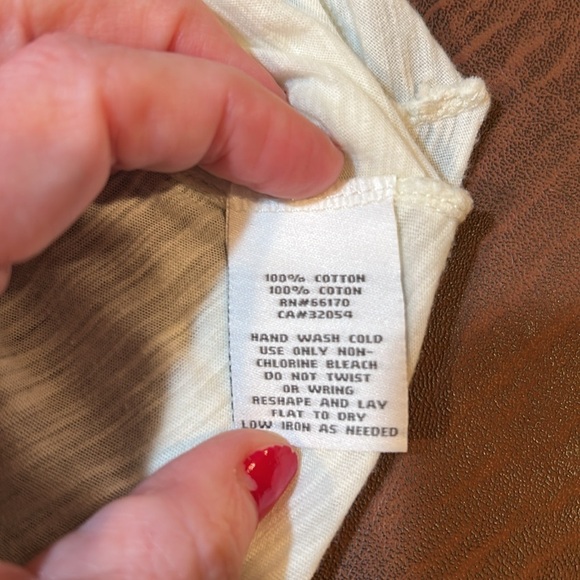 100% COTTON
100% COTON
RN#66170
CA#32054
HAND WASH COLD
USE ONLY NON-
CHLORINE BLEACH
DO NOT TWIST
OR WRING
RESHAPE AND LAY
FLAT TO DRY
LOW IRON AS NEEDED